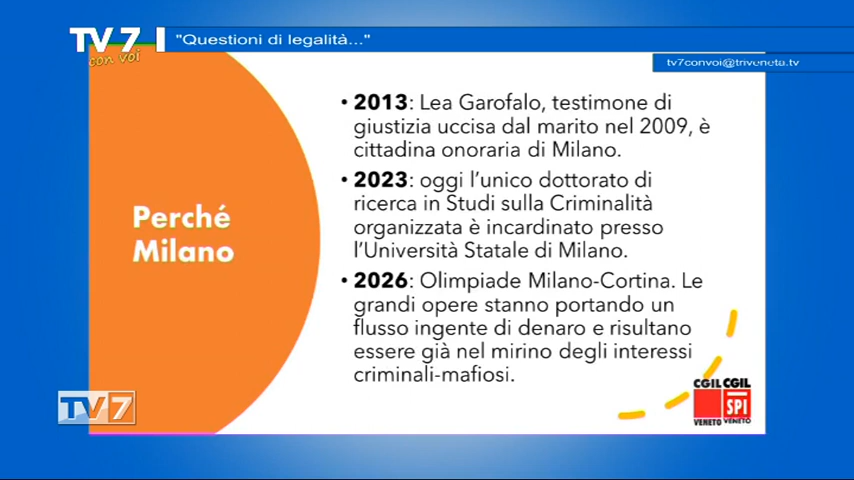 TV7
con voi
"Questioni di legalità..."
tv7convoi@triveneta.tv
Perché
Milano
• 2013: Lea Garofalo, testimone di
giustizia uccisa dal marito nel 2009, è
cittadina onoraria di Milano.
• 2023: oggi l'unico dottorato di
ricerca in Studi sulla Criminalità
organizzata è incardinato presso
l'Università Statale di Milano.
• 2026: Olimpiade Milano-Cortina. Le
grandi opere stanno portando un
flusso ingente di denaro e risultano
essere già nel mirino degli interessi
criminali-mafiosi.
TV7
CGIL CGIL
SPI
VENETO VENETO